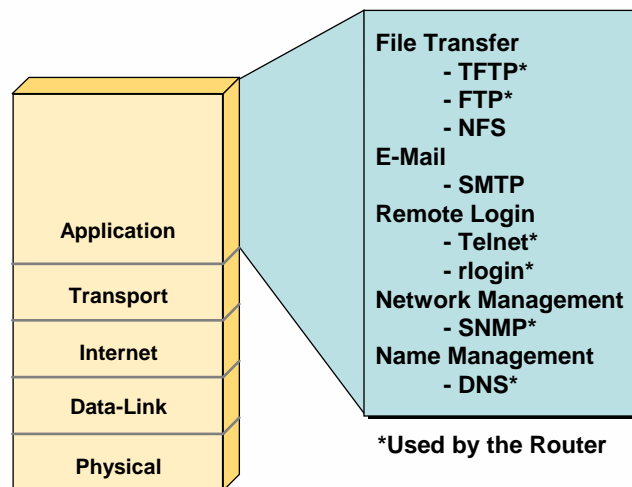 Application
Transport
Internet
Data-Link
Physical
File Transfer
- TFTP*
- FTP*
- NFS
E-Mail
- SMTP
Remote Login
- Telnet*
- rlogin*
Network Management
- SNMP*
Name Management
- DNS*
*Used by the Router